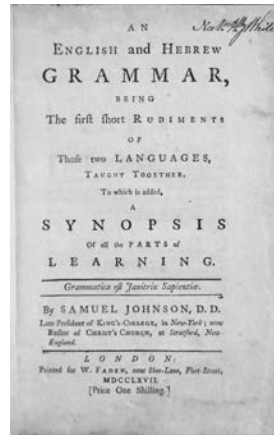 AN
ENGLISH and HEBREW
GRAMMAR,
BEING
The firſt ſhort RUDIMENTS
OF
Thoſe two LANGUAGES,
TAUGHT TOGETHER.
To which is added,
A
SYNOPSIS
Of all the PARTS of
LEARNING.
Grammatica eſt Janitrix Sapientiæ.
By SAMUEL JOHNSON, D.D.
Late Preſident of KING's-COLLEGE, in New-York; now
Rector of CHRIST's CHURCH, at Stratford, New-
England.
LONDON:
Printed for W. FADEN, near Shoe-Lane, Fleet-Street,
MDCCLXVII.
[Price One Shilling.]